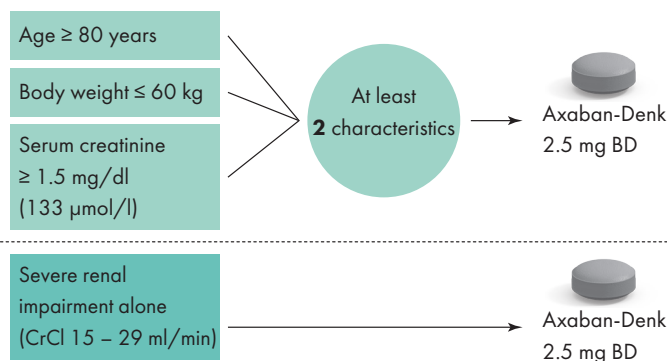 Age ≥ 80 years
Body weight ≤ 60 kg
Serum creatinine
≥ 1.5 mg/dl
(133 µmol/l)
At least
2 characteristics
Axaban-Denk
2.5 mg BD
Severe renal
impairment alone
(CrCl 15 – 29 ml/min)
Axaban-Denk
2.5 mg BD